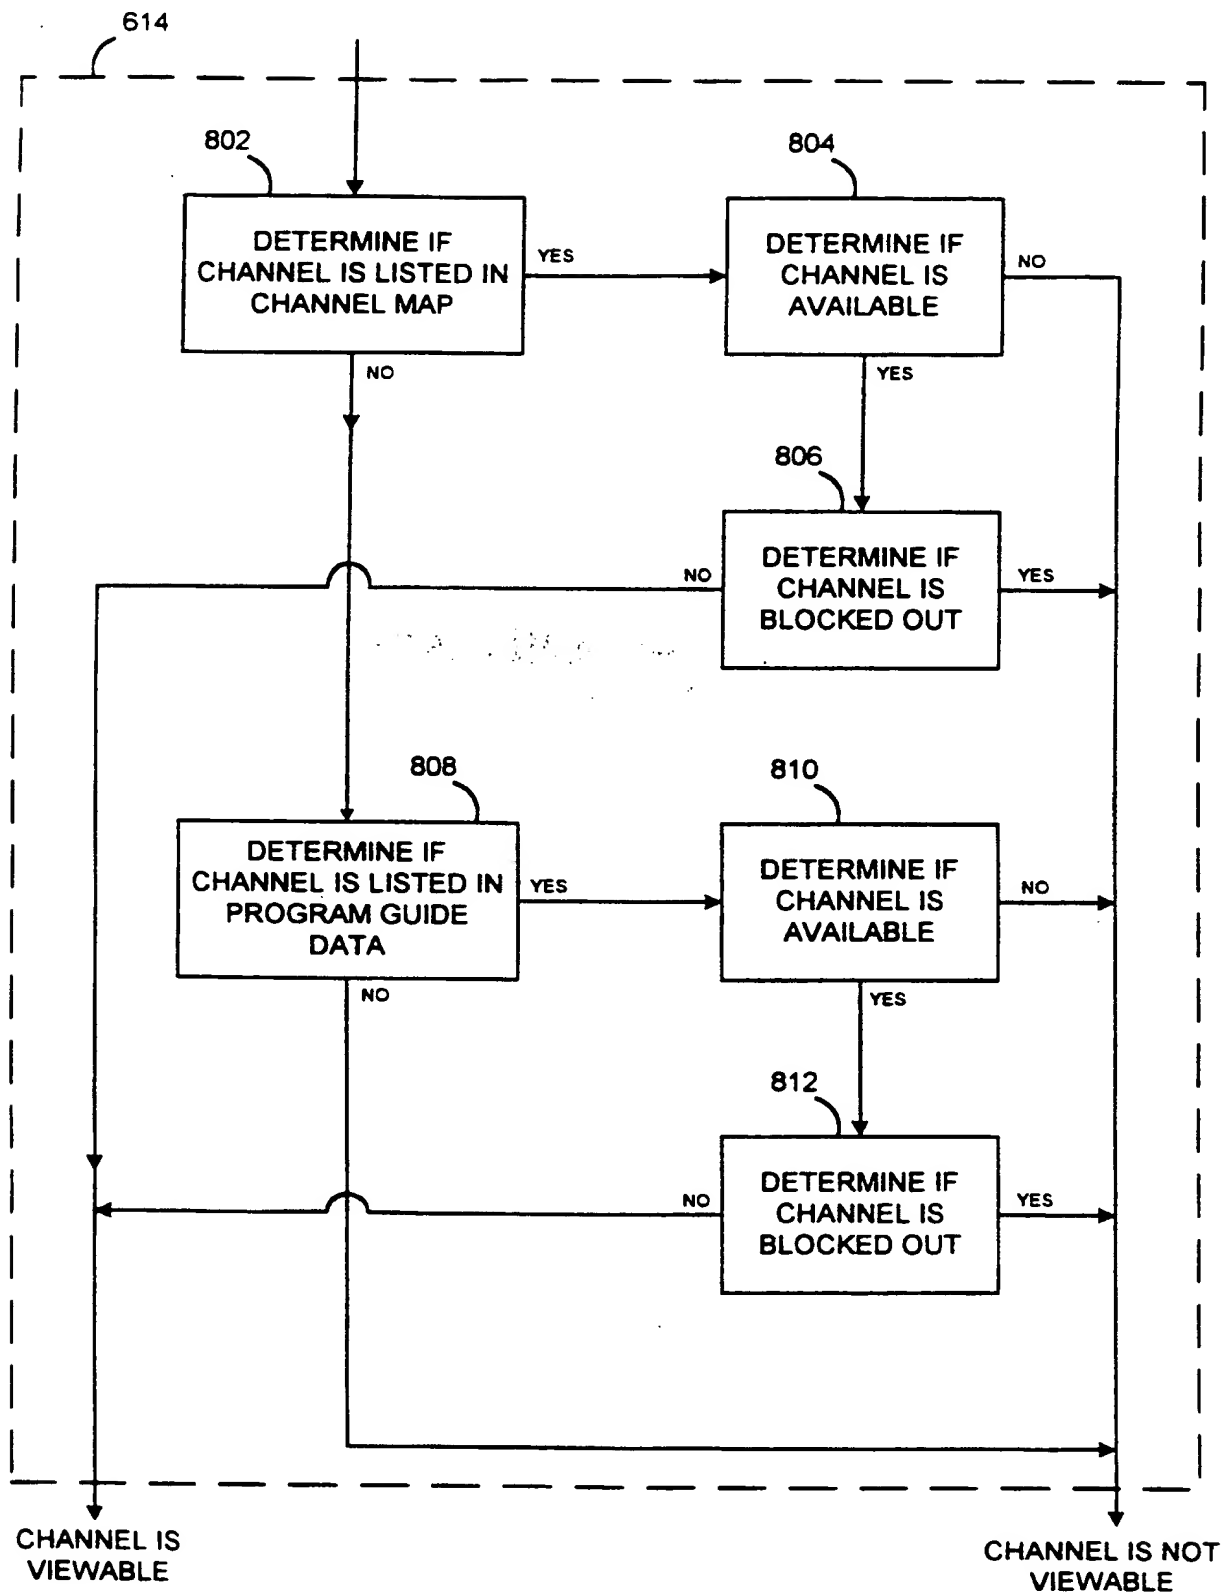 614
802
804
DETERMINE IF
CHANNEL IS LISTED IN
CHANNEL MAP
YES
DETERMINE IF
CHANNEL IS
AVAILABLE
NO
NO
YES
806
DETERMINE IF
CHANNEL IS
BLOCKED OUT
NO
YES
808
810
DETERMINE IF
CHANNEL IS LISTED IN
PROGRAM GUIDE
DATA
YES
DETERMINE IF
CHANNEL IS
AVAILABLE
NO
NO
YES
812
DETERMINE IF
CHANNEL IS
BLOCKED OUT
NO
YES
CHANNEL IS
VIEWABLE
CHANNEL IS NOT
VIEWABLE